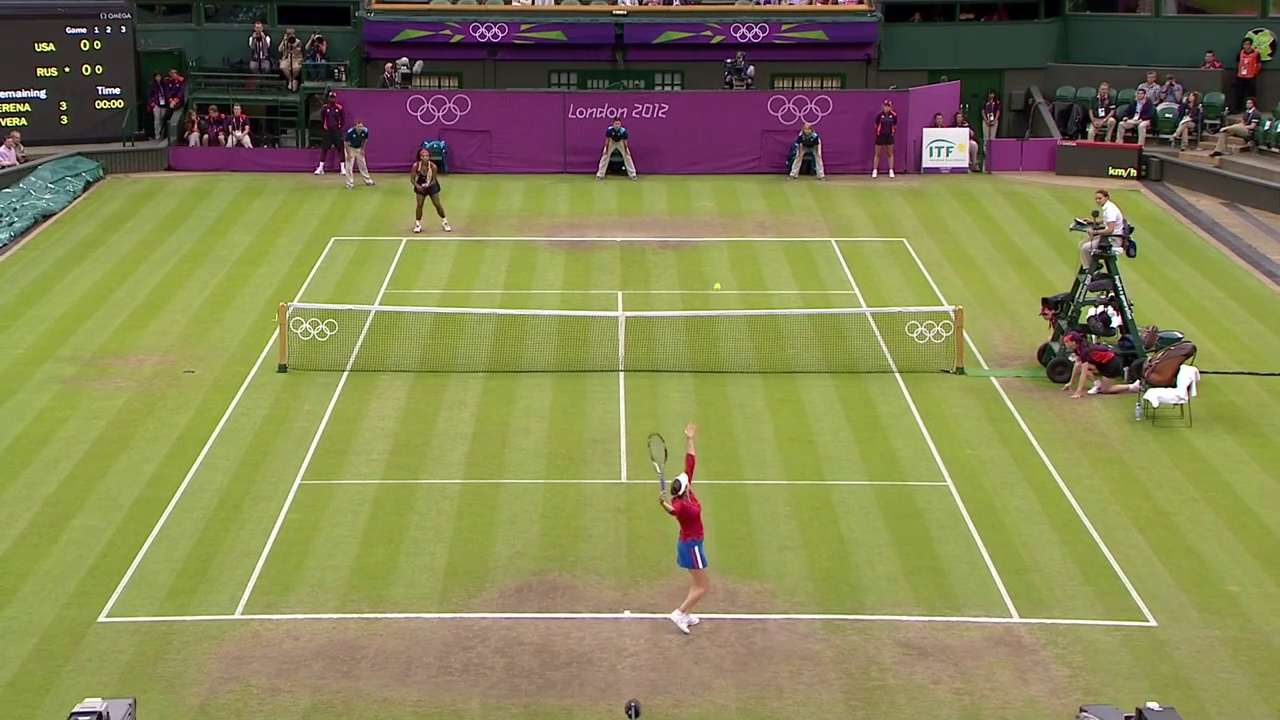 OMEGA
Game 1 2 3
USA 0 0
RUS * 0 0
emaining Time
ERENA 3 00:00
VERA 3
London 2012
ITF
OMEGA
km/h